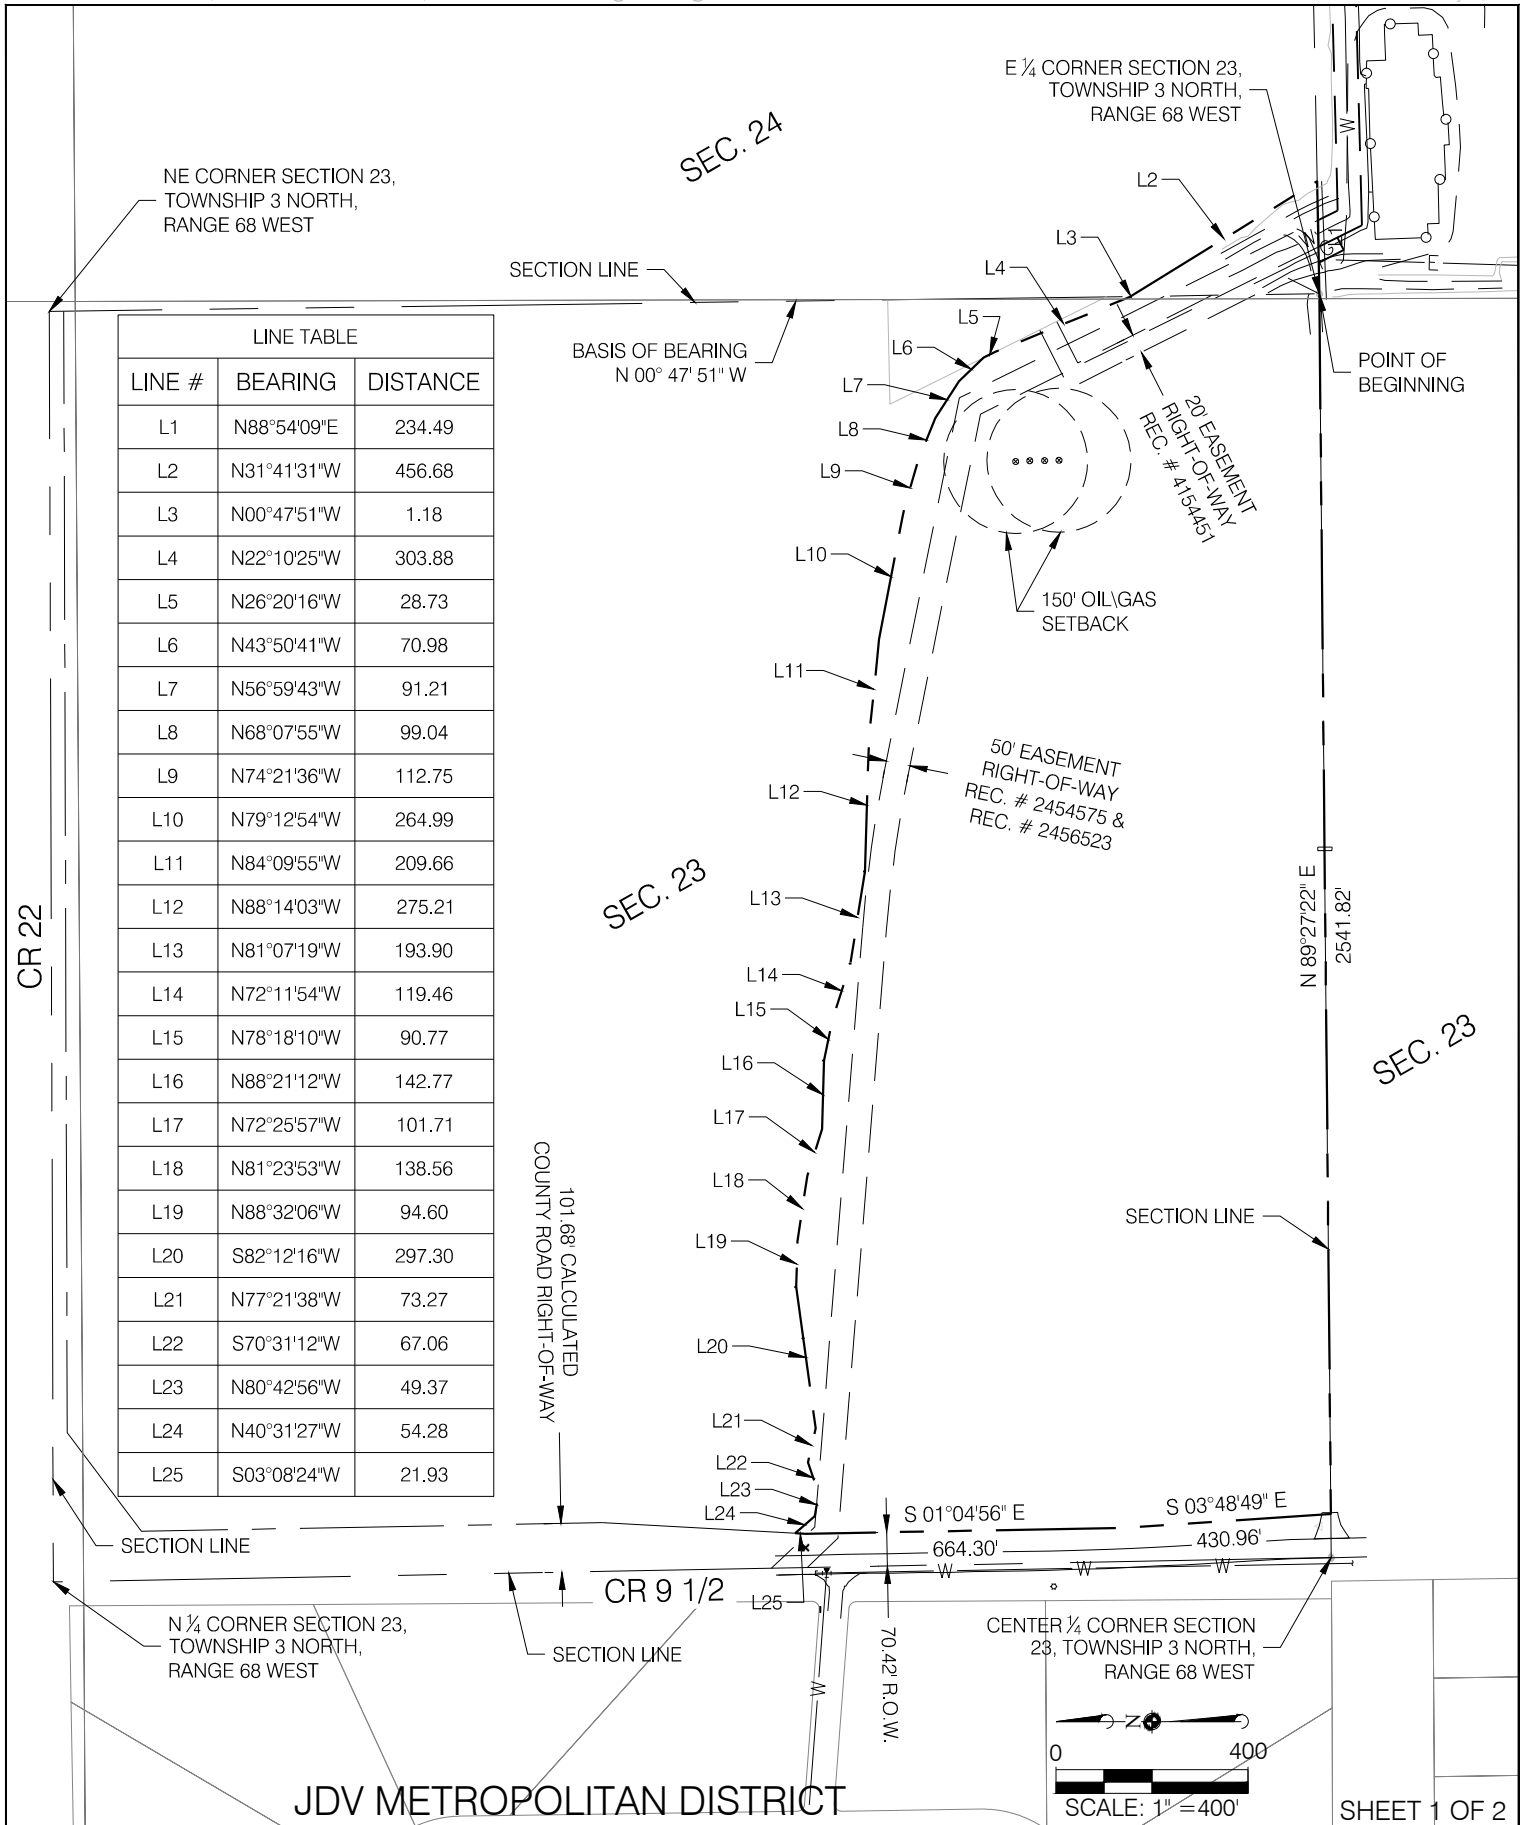 E ¼ CORNER SECTION 23,
TOWNSHIP 3 NORTH,
RANGE 68 WEST
SEC. 24
NE CORNER SECTION 23,
TOWNSHIP 3 NORTH,
RANGE 68 WEST
SECTION LINE
L2
L3
L4
L5
L6
L7
L8
L9
L10
L11
L12
L13
L14
L15
L16
L17
L18
L19
L20
L21
L22
L23
L24
L25
W
E
BASIS OF BEARING
N 00° 47' 51" W
POINT OF
BEGINNING
20' EASEMENT
RIGHT-OF-WAY
REC. # 4154451
150' OIL\GAS
SETBACK
50' EASEMENT
RIGHT-OF-WAY
REC. # 2454575 &
REC. # 2456523
LINE TABLE
LINE # BEARING DISTANCE
L1 N88°54'09"E 234.49
L2 N31°41'31"W 456.68
L3 N00°47'51"W 1.18
L4 N22°10'25"W 303.88
L5 N26°20'16"W 28.73
L6 N43°50'41"W 70.98
L7 N56°59'43"W 91.21
L8 N68°07'55"W 99.04
L9 N74°21'36"W 112.75
L10 N79°12'54"W 264.99
L11 N84°09'55"W 209.66
L12 N88°14'03"W 275.21
L13 N81°07'19"W 193.90
L14 N72°11'54"W 119.46
L15 N78°18'10"W 90.77
L16 N88°21'12"W 142.77
L17 N72°25'57"W 101.71
L18 N81°23'53"W 138.56
L19 N88°32'06"W 94.60
L20 S82°12'16"W 297.30
L21 N77°21'38"W 73.27
L22 S70°31'12"W 67.06
L23 N80°42'56"W 49.37
L24 N40°31'27"W 54.28
L25 S03°08'24"W 21.93
CR 22
SEC. 23
N 89°27'22" E
2541.82'
SEC. 23
SECTION LINE
101.68' CALCULATED
COUNTY ROAD RIGHT-OF-WAY
SECTION LINE
S 01°04'56" E
S 03°48'49" E
664.30'
430.96'
W W W
CR 9 1/2
N ¼ CORNER SECTION 23,
TOWNSHIP 3 NORTH,
RANGE 68 WEST
SECTION LINE
70.42' R.O.W.
CENTER ¼ CORNER SECTION
23, TOWNSHIP 3 NORTH,
RANGE 68 WEST
W
N
0 400
SCALE: 1" =400'
JDV METROPOLITAN DISTRICT
SHEET 1 OF 2